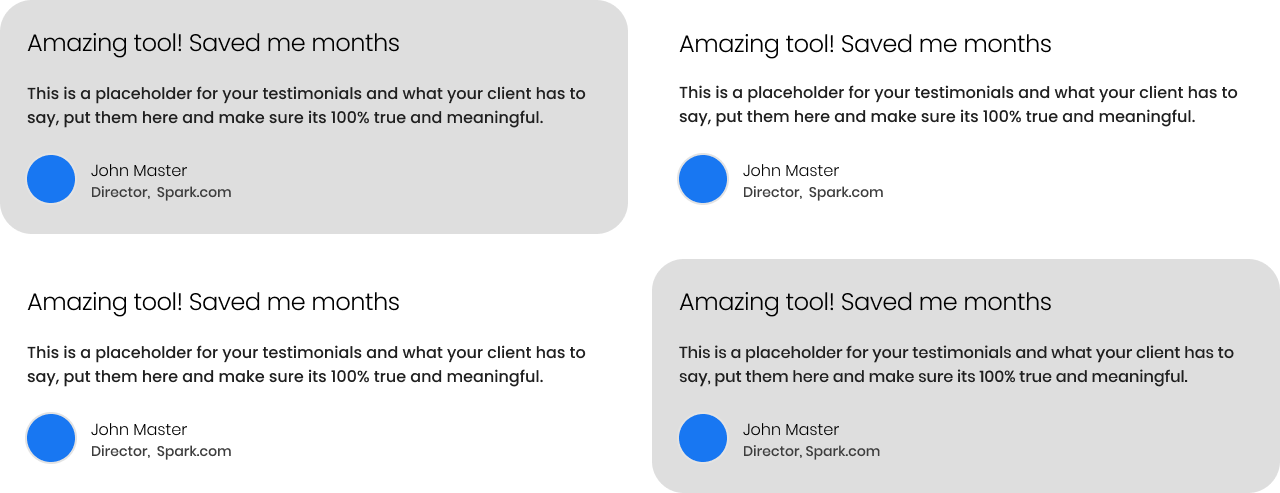 Amazing tool! Saved me months
This is a placeholder for your testimonials and what your client has to
say, put them here and make sure its 100% true and meaningful.
John Master
Director, Spark.com
Amazing tool! Saved me months
This is a placeholder for your testimonials and what your client has to
say, put them here and make sure its 100% true and meaningful.
John Master
Director, Spark.com
Amazing tool! Saved me months
This is a placeholder for your testimonials and what your client has to
say, put them here and make sure its 100% true and meaningful.
John Master
Director, Spark.com
Amazing tool! Saved me months
This is a placeholder for your testimonials and what your client has to
say, put them here and make sure its 100% true and meaningful.
John Master
Director, Spark.com